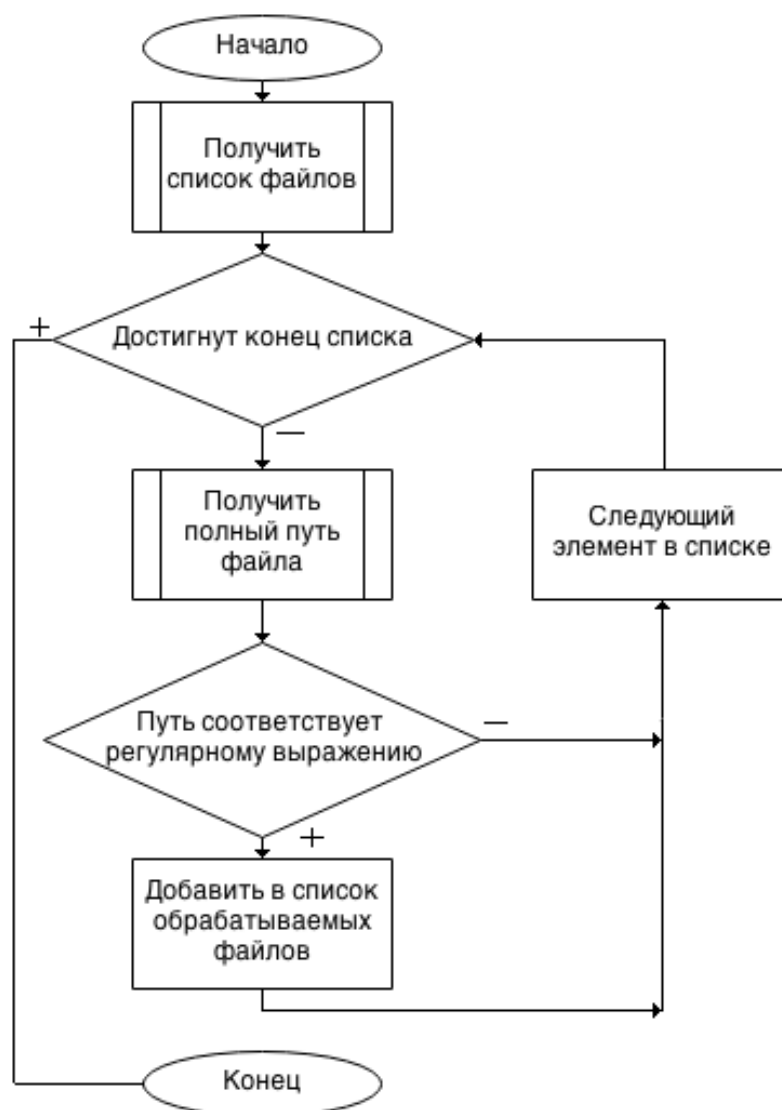 Начало
Получить
список файлов
+
Достигнут конец списка
—
Получить
полный путь
файла
Следующий
элемент в списке
Путь соответствует
регулярному выражению
—
+
Добавить в список
обрабатываемых
файлов
Конец